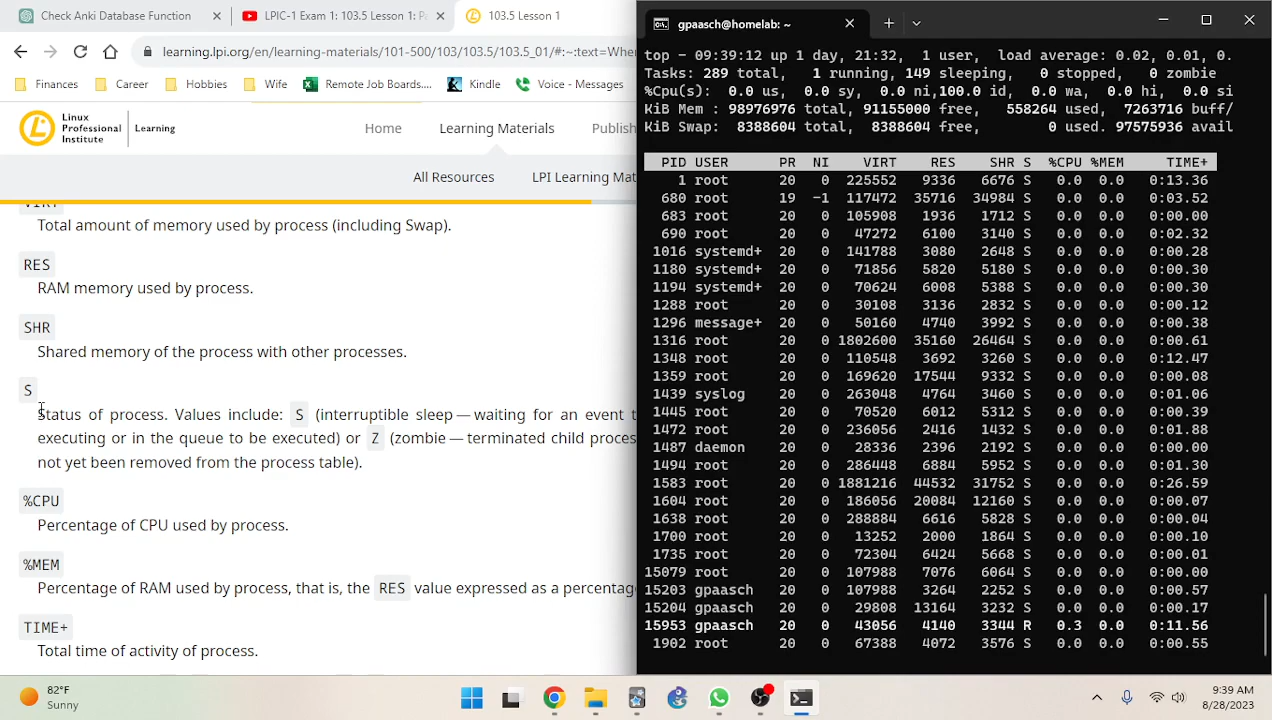 Check Anki Database Function
LPIC-1 Exam 1: 103.5 Lesson 1: P
103.5 Lesson 1
learning.lpi.org/en/learning-materials/101-500/103/103.5/103.5_01/#:~:text=Wher
Finances
Career
Hobbies
Wife
Remote Job Boards...
Kindle
Voice - Messages
Linux
Professional
Institute
Learning
Home
Learning Materials
Publish
All Resources
LPI Learning Mat
VIRT
Total amount of memory used by process (including Swap).
RES
RAM memory used by process.
SHR
Shared memory of the process with other processes.
S
Status of process. Values include: S (interruptible sleep — waiting for an event t
executing or in the queue to be executed) or Z (zombie — terminated child proces
not yet been removed from the process table).
%CPU
Percentage of CPU used by process.
%MEM
Percentage of RAM used by process, that is, the RES value expressed as a percentage
TIME+
Total time of activity of process.
gpaasch@homelab: ~
top - 09:39:12 up 1 day, 21:32, 1 user, load average: 0.02, 0.01, 0.
Tasks: 289 total, 1 running, 149 sleeping, 0 stopped, 0 zombie
%Cpu(s): 0.0 us, 0.0 sy, 0.0 ni,100.0 id, 0.0 wa, 0.0 hi, 0.0 si
KiB Mem : 98976976 total, 91155000 free, 558264 used, 7263716 buff/
KiB Swap: 8388604 total, 8388604 free, 0 used. 97575936 avail
PID USER PR NI VIRT RES SHR S %CPU %MEM TIME+
1 root 20 0 225552 9336 6676 S 0.0 0.0 0:13.36
680 root 19 -1 117472 35716 34984 S 0.0 0.0 0:03.52
683 root 20 0 105908 1936 1712 S 0.0 0.0 0:00.00
690 root 20 0 47272 6100 3140 S 0.0 0.0 0:02.32
1016 systemd+ 20 0 141788 3080 2648 S 0.0 0.0 0:00.28
1180 systemd+ 20 0 71856 5820 5180 S 0.0 0.0 0:00.30
1194 systemd+ 20 0 70624 6008 5388 S 0.0 0.0 0:00.30
1288 root 20 0 30108 3136 2832 S 0.0 0.0 0:00.12
1296 message+ 20 0 50160 4740 3992 S 0.0 0.0 0:00.38
1316 root 20 0 1802600 35160 26464 S 0.0 0.0 0:00.61
1348 root 20 0 110548 3692 3260 S 0.0 0.0 0:12.47
1359 root 20 0 169620 17544 9332 S 0.0 0.0 0:00.08
1439 syslog 20 0 263048 4764 3460 S 0.0 0.0 0:01.06
1445 root 20 0 70520 6012 5312 S 0.0 0.0 0:00.39
1472 root 20 0 236056 2416 1432 S 0.0 0.0 0:01.88
1487 daemon 20 0 28336 2396 2192 S 0.0 0.0 0:00.00
1494 root 20 0 286448 6884 5952 S 0.0 0.0 0:01.30
1583 root 20 0 1881216 44532 31752 S 0.0 0.0 0:26.59
1604 root 20 0 186056 20084 12160 S 0.0 0.0 0:00.07
1638 root 20 0 288884 6616 5828 S 0.0 0.0 0:00.04
1700 root 20 0 13252 2000 1864 S 0.0 0.0 0:00.10
1735 root 20 0 72304 6424 5668 S 0.0 0.0 0:00.01
15079 root 20 0 107988 7076 6064 S 0.0 0.0 0:00.00
15203 gpaasch 20 0 107988 3264 2252 S 0.0 0.0 0:00.57
15204 gpaasch 20 0 29808 13164 3232 S 0.0 0.0 0:00.17
15953 gpaasch 20 0 43056 4140 3344 R 0.3 0.0 0:11.56
1902 root 20 0 67388 4072 3576 S 0.0 0.0 0:00.55
82°F
Sunny
9:39 AM
8/28/2023